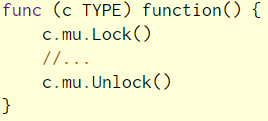 func (c TYPE) function() {
    c.mu.Lock()
    //...
    c.mu.Unlock()
}